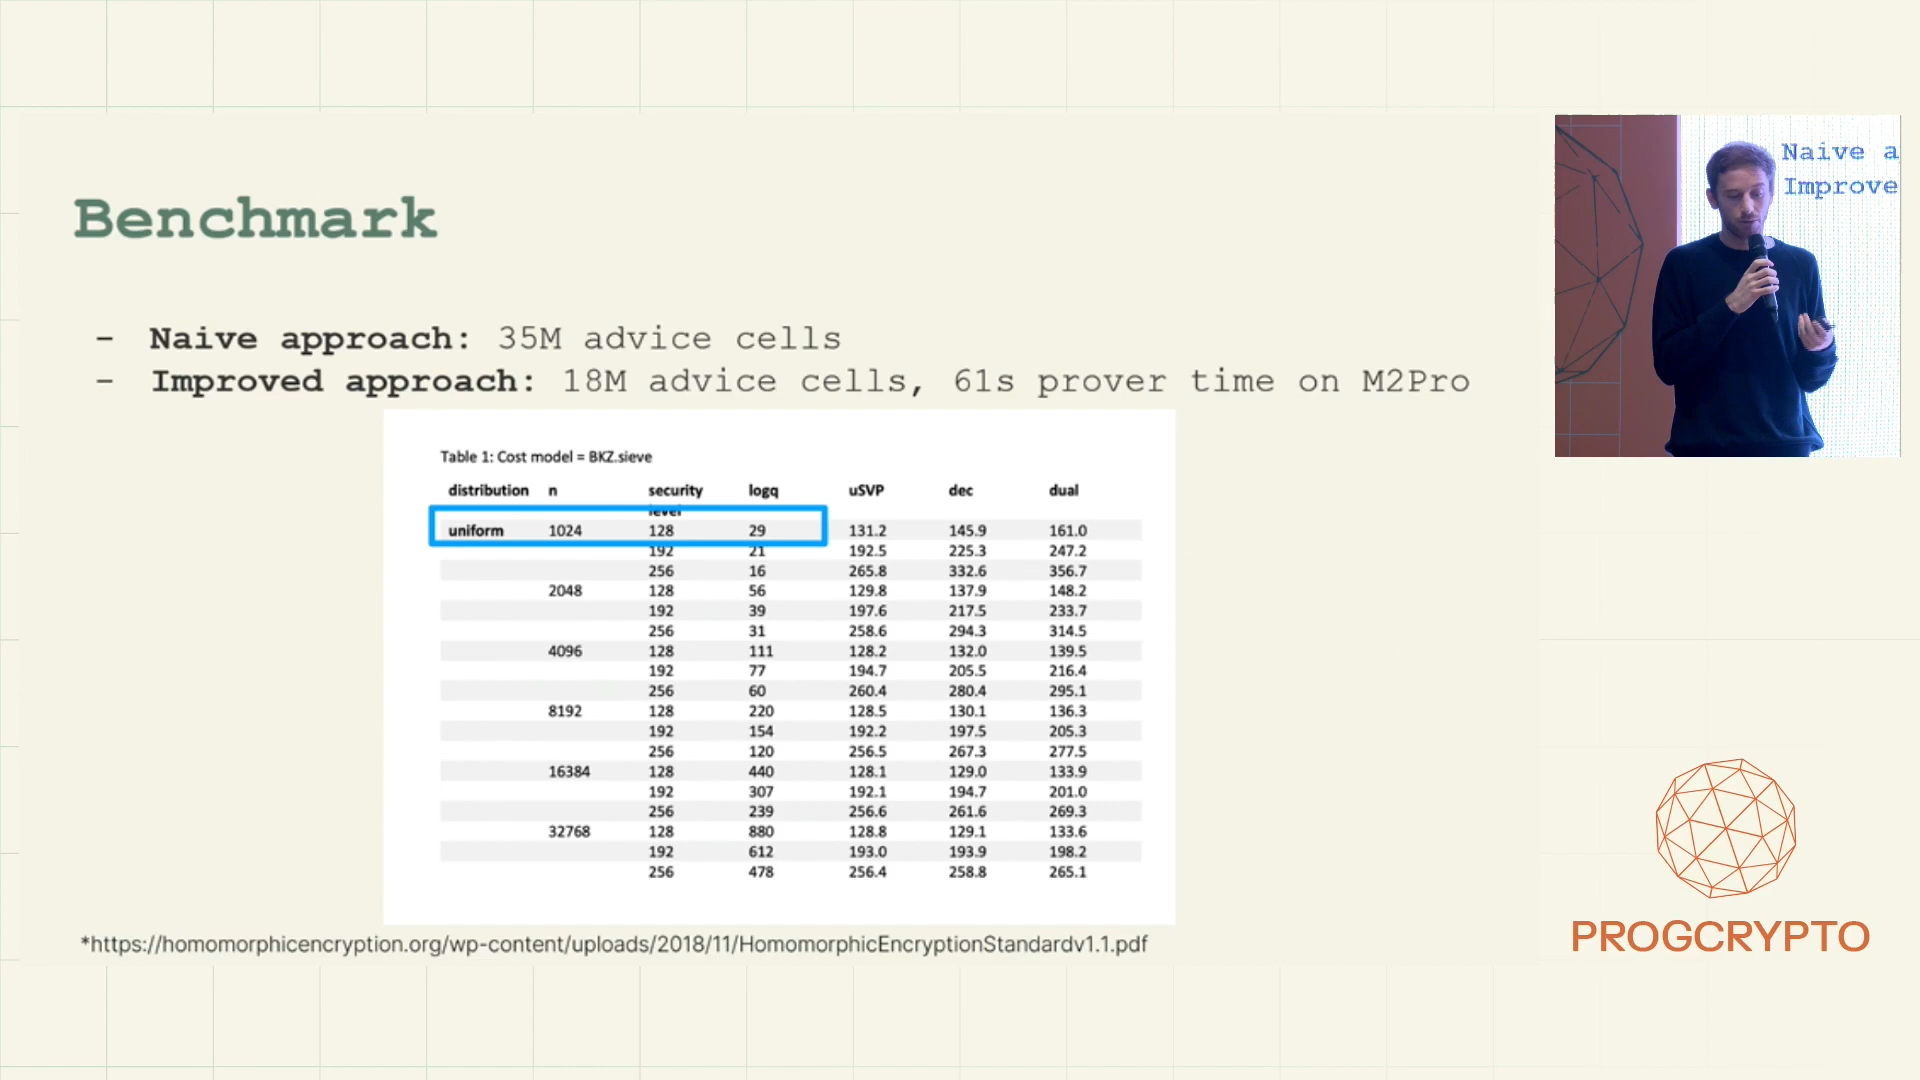 Benchmark
- Naive approach: 35M advice cells
- Improved approach: 18M advice cells, 61s prover time on M2Pro
Table 1: Cost model = BKZ.sieve
distribution n security level logq uSVP dec dual
uniform 1024 128 29 131.2 145.9 161.0
192 21 192.5 225.3 247.2
256 16 265.8 332.6 356.7
2048 128 56 129.8 137.9 148.2
192 39 197.6 217.5 233.7
256 31 258.6 294.3 314.5
4096 128 111 128.2 132.0 139.5
192 77 194.7 205.5 216.4
256 60 260.4 280.4 295.1
8192 128 220 128.5 130.1 136.3
192 154 192.2 197.5 205.3
256 120 256.5 267.3 277.5
16384 128 440 128.1 129.0 133.9
192 307 192.1 194.7 201.0
256 239 256.6 261.6 269.3
32768 128 880 128.8 129.1 133.6
192 612 193.0 193.9 198.2
256 478 256.4 258.8 265.1
*https://homomorphicencryption.org/wp-content/uploads/2018/11/HomomorphicEncryptionStandardv1.1.pdf
Naive a
Improve
PROGCRYPTO